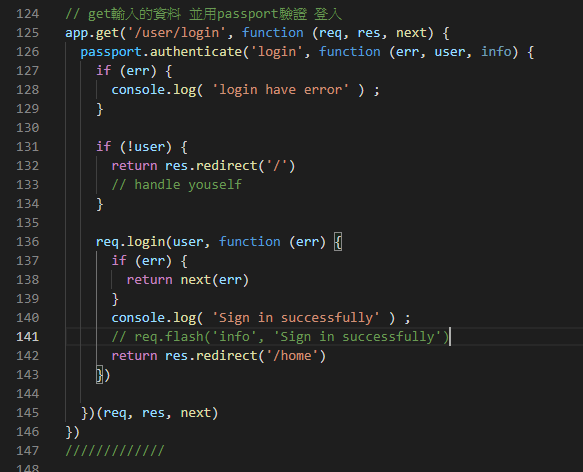 124 // get輸入的資料 並用passport驗證 登入
125 app.get('/user/login', function (req, res, next) {
126 passport.authenticate('login', function (err, user, info) {
127 if (err) {
128 console.log( 'login have error' ) ;
129 }
130
131 if (!user) {
132 return res.redirect('/')
133 // handle youself
134 }
135
136 req.login(user, function (err) {
137 if (err) {
138 return next(err)
139 }
140 console.log( 'Sign in successfully' ) ;
141 // req.flash('info', 'Sign in successfully')
142 return res.redirect('/home')
143 })
144
145 })(req, res, next)
146 })
147 /////////////
148